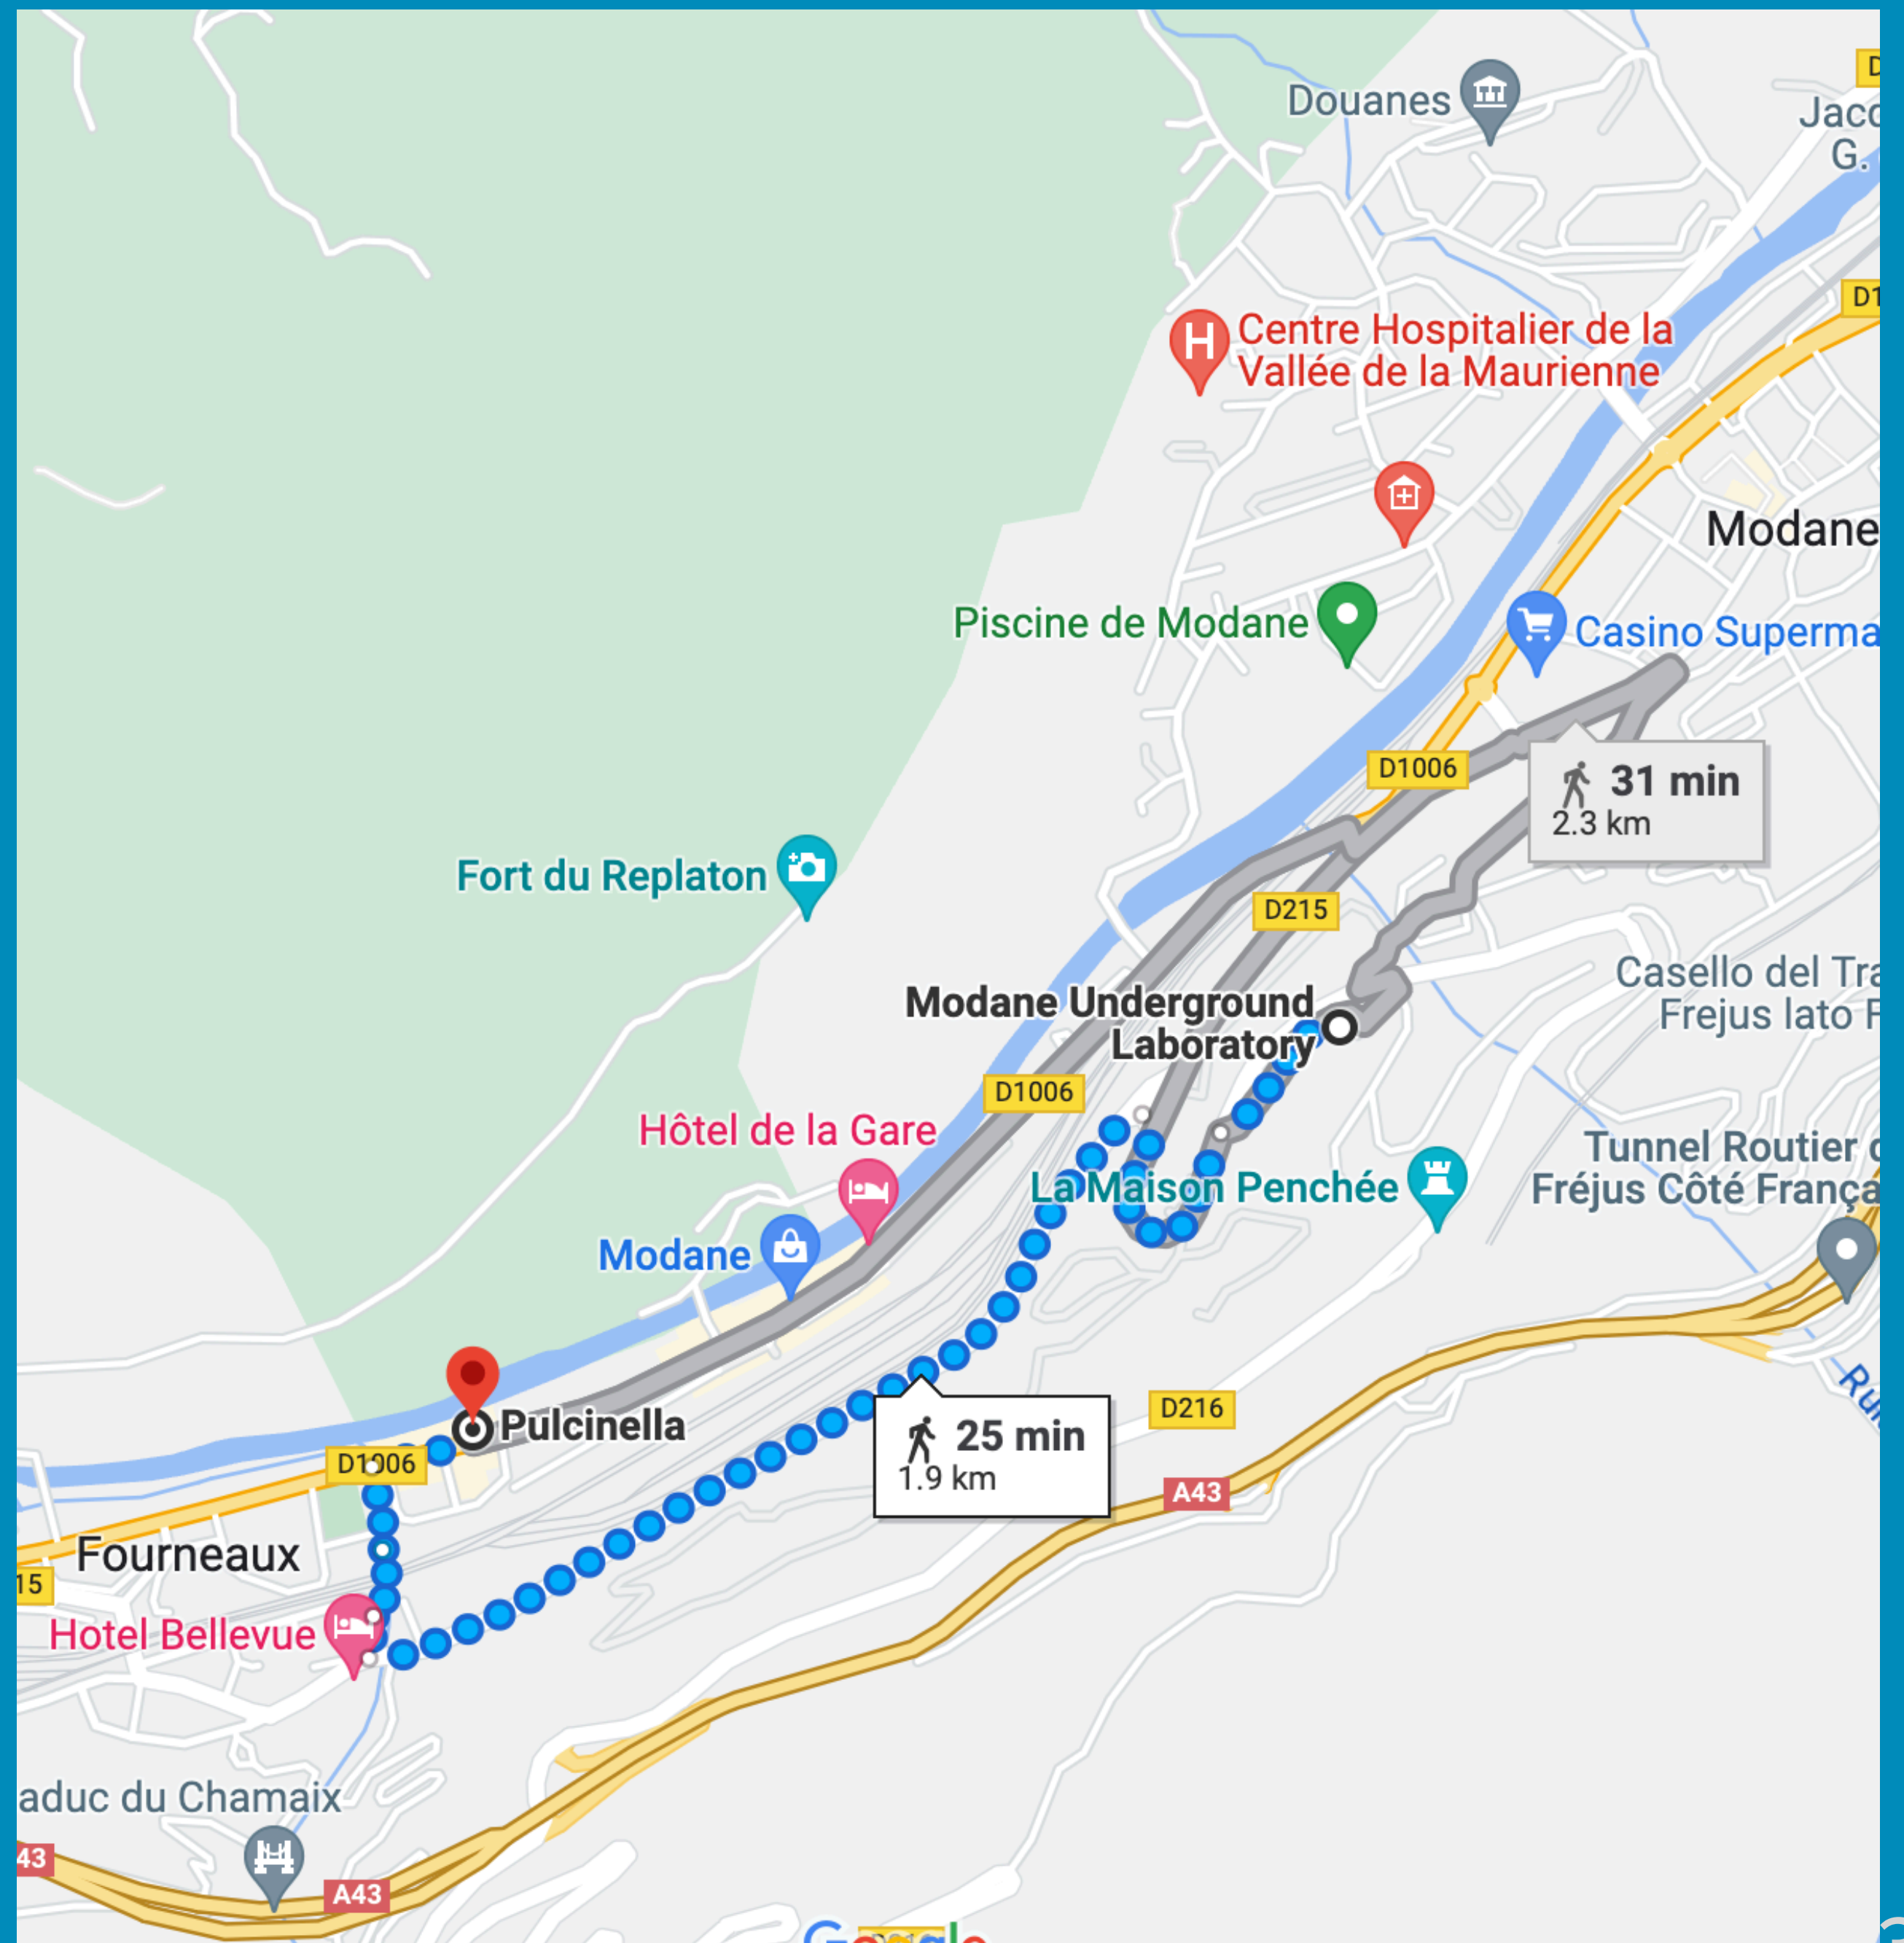 Douanes
Jacq
G.
D1
Centre Hospitalier de la
Vallée de la Maurienne
Modane
Piscine de Modane
Casino Superma
D1006
31 min
2.3 km
Fort du Replaton
D215
Casello del Tra
Frejus lato F
Modane Underground
Laboratory
D1006
Hôtel de la Gare
Tunnel Routier d
Fréjus Côté França
La Maison Penchée
Modane
Rui
D216
Pulcinella
25 min
1.9 km
D1006
A43
Fourneaux
15
Hotel Bellevue
aduc du Chamaix
43
A43
Google